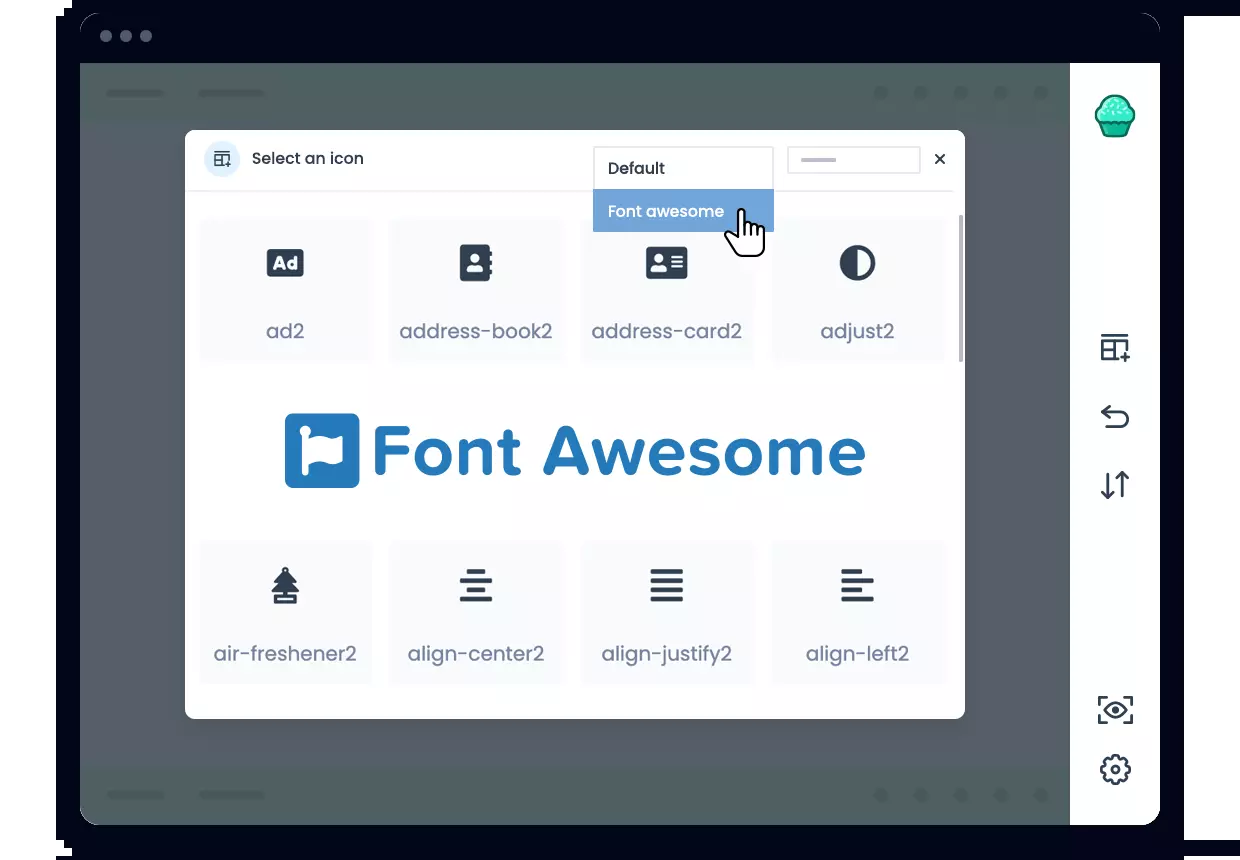 Select an icon
Default
Font awesome
Ad
ad2
address-book2
address-card2
adjust2
Font Awesome
air-freshener2
align-center2
align-justify2
align-left2